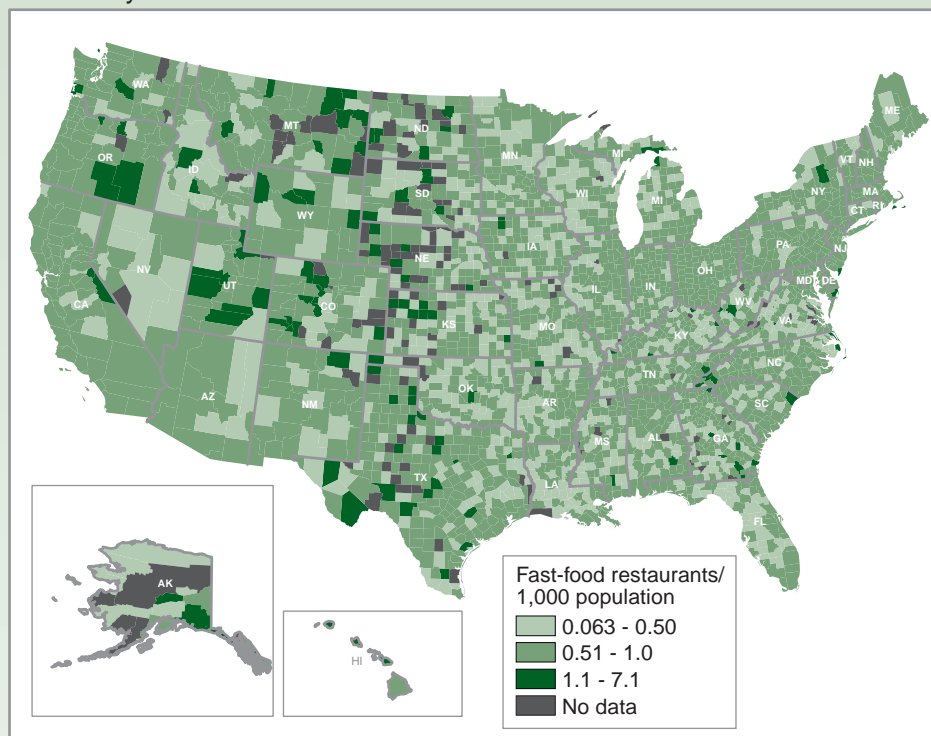 WA
MT
ND
MN
ME
OR
ID
SD
WI
MI
MI
VT
NH
NY
MA
CT
RI
WY
IA
PA
NJ
NE
NV
UT
CO
IL
IN
OH
MD
DE
WV
VA
CA
KS
MO
KY
NC
TN
AZ
NM
OK
AR
SC
MS
AL
GA
TX
LA
FL
AK
HI
Fast-food restaurants/
1,000 population
0.063 - 0.50
0.51 - 1.0
1.1 - 7.1
No data